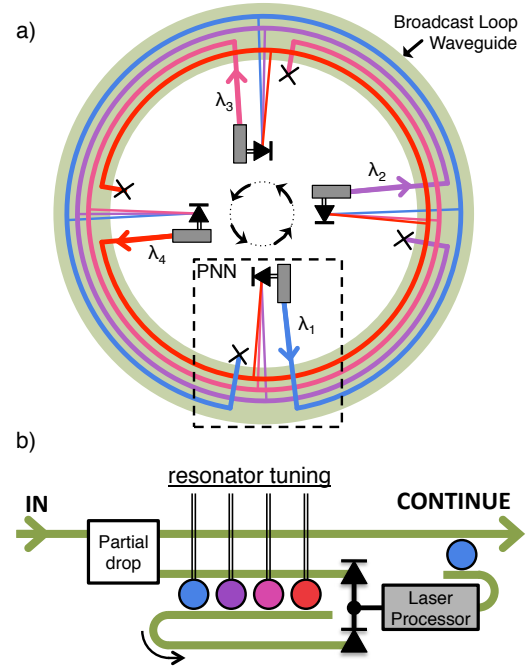 a)
Broadcast Loop
Waveguide
λ3
λ2
λ4
PNN
λ1
b)
resonator tuning
IN
CONTINUE
Partial
drop
Laser
Processor